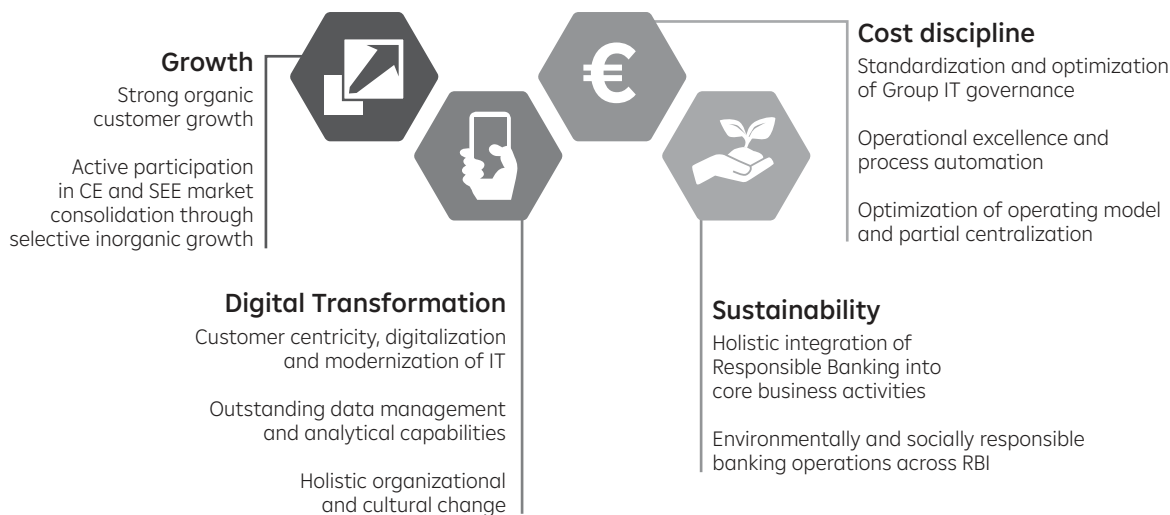 Growth
Strong organic
customer growth
Active participation
in CE and SEE market
consolidation through
selective inorganic growth
Digital Transformation
Customer centricity, digitalization
and modernization of IT
Outstanding data management
and analytical capabilities
Holistic organizational
and cultural change
€
Cost discipline
Standardization and optimization
of Group IT governance
Operational excellence and
process automation
Optimization of operating model
and partial centralization
Sustainability
Holistic integration of
Responsible Banking into
core business activities
Environmentally and socially responsible
banking operations across RBI